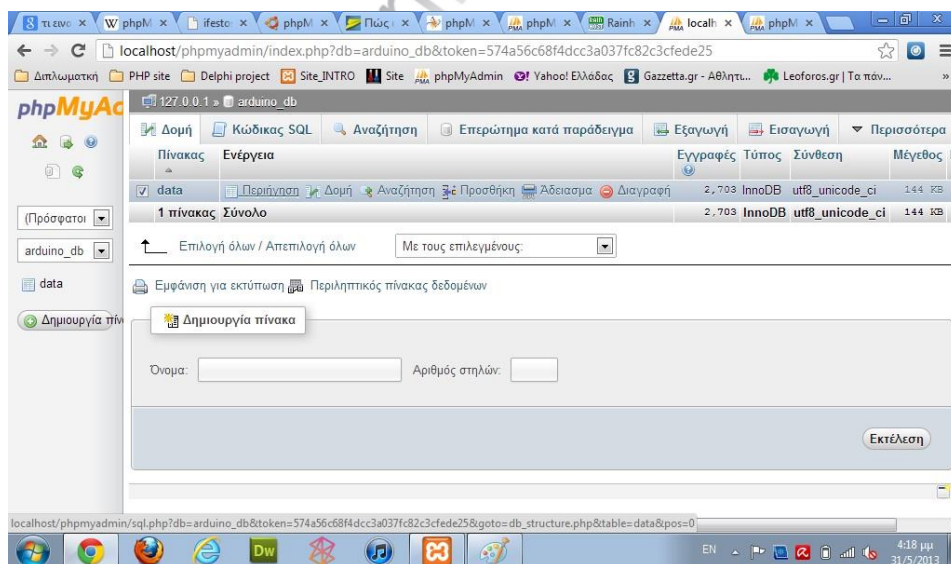 τι ειναι
W phpM
ifesto
phpM
Πώς
phpM
phpM
Rainb
localh
phpM
localhost/phpmyadmin/index.php?db=arduino_db&token=574a56c68f4dcc3a037fc82c3cfede25
Διπλωματική PHP site Delphi project Site_INTRO Site phpMyAdmin Yahoo! Ελλάδας Gazzetta.gr - Αθλητι... Leoforos.gr | Τα πάν... »
phpMyAd
127.0.0.1 » arduino_db
Δομή Κώδικας SQL Αναζήτηση Επερώτημα κατά παράδειγμα Εξαγωγή Εισαγωγή Περισσότερα
Πίνακας Ενέργεια Εγγραφές Τύπος Σύνθεση Μέγεθος
data Περιήγηση Δομή Αναζήτηση Προσθήκη Άδειασμα Διαγραφή 2,703 InnoDB utf8_unicode_ci 144 KB
1 πίνακας Σύνολο 2,703 InnoDB utf8_unicode_ci 144 KB
(Πρόσφατοι
arduino_db
data
Δημιουργία πίν
Επιλογή όλων / Απεπιλογή όλων Με τους επιλεγμένους:
Εμφάνιση για εκτύπωση Περιληπτικός πίνακας δεδομένων
Δημιουργία πίνακα
Όνομα: Αριθμός στηλών:
Εκτέλεση
localhost/phpmyadmin/sql.php?db=arduino_db&token=574a56c68f4dcc3a037fc82c3cfede25&goto=db_structure.php&table=data&pos=0
Dw
EN
4:18 μμ
31/5/2013